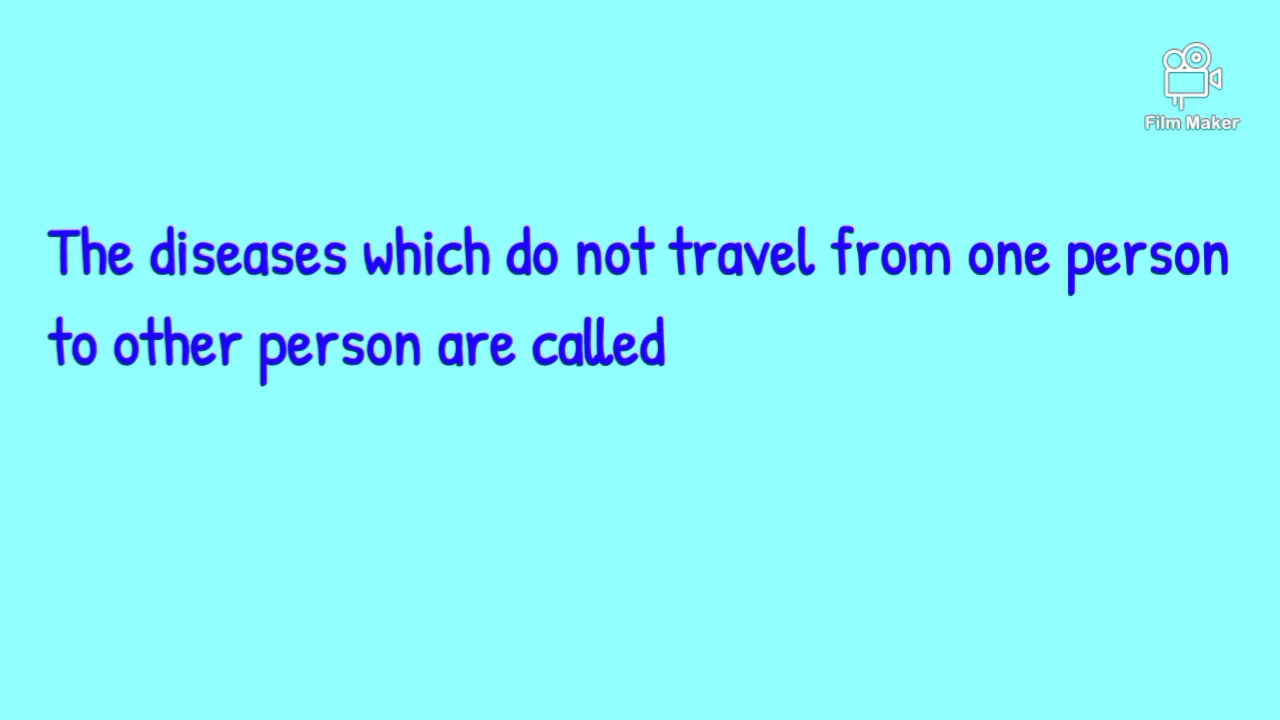 Film Maker
The diseases which do not travel from one person
to other person are called